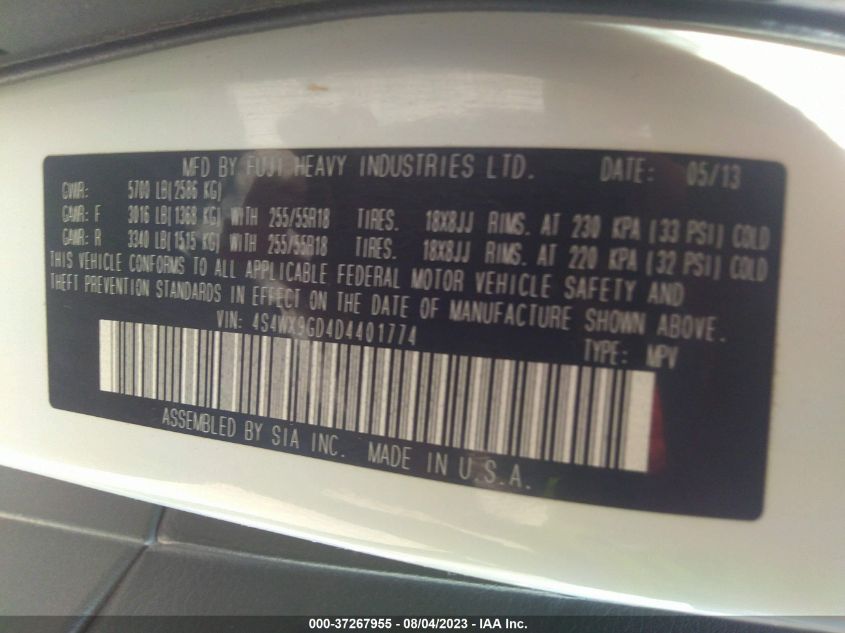 MFD BY FUJI HEAVY INDUSTRIES LTD. DATE: 05/13
GVWR: 5700 LB(2586 KG)
GAWR: F 3016 LB(1368 KG) WITH 255/55R18 TIRES. 18X8JJ RIMS. AT 230 KPA (33 PSI) COLD
GAWR: R 3340 LB(1515 KG) WITH 255/55R18 TIRES. 18X8JJ RIMS. AT 220 KPA (32 PSI) COLD
THIS VEHICLE CONFORMS TO ALL APPLICABLE FEDERAL MOTOR VEHICLE SAFETY AND
THEFT PREVENTION STANDARDS IN EFFECT ON THE DATE OF MANUFACTURE SHOWN ABOVE.
VIN: 4S4WX9GD4D4401774
TYPE: MPV
ASSEMBLED BY SIA INC. MADE IN U.S.A.
000-37267955 - 08/04/2023 - IAA Inc.